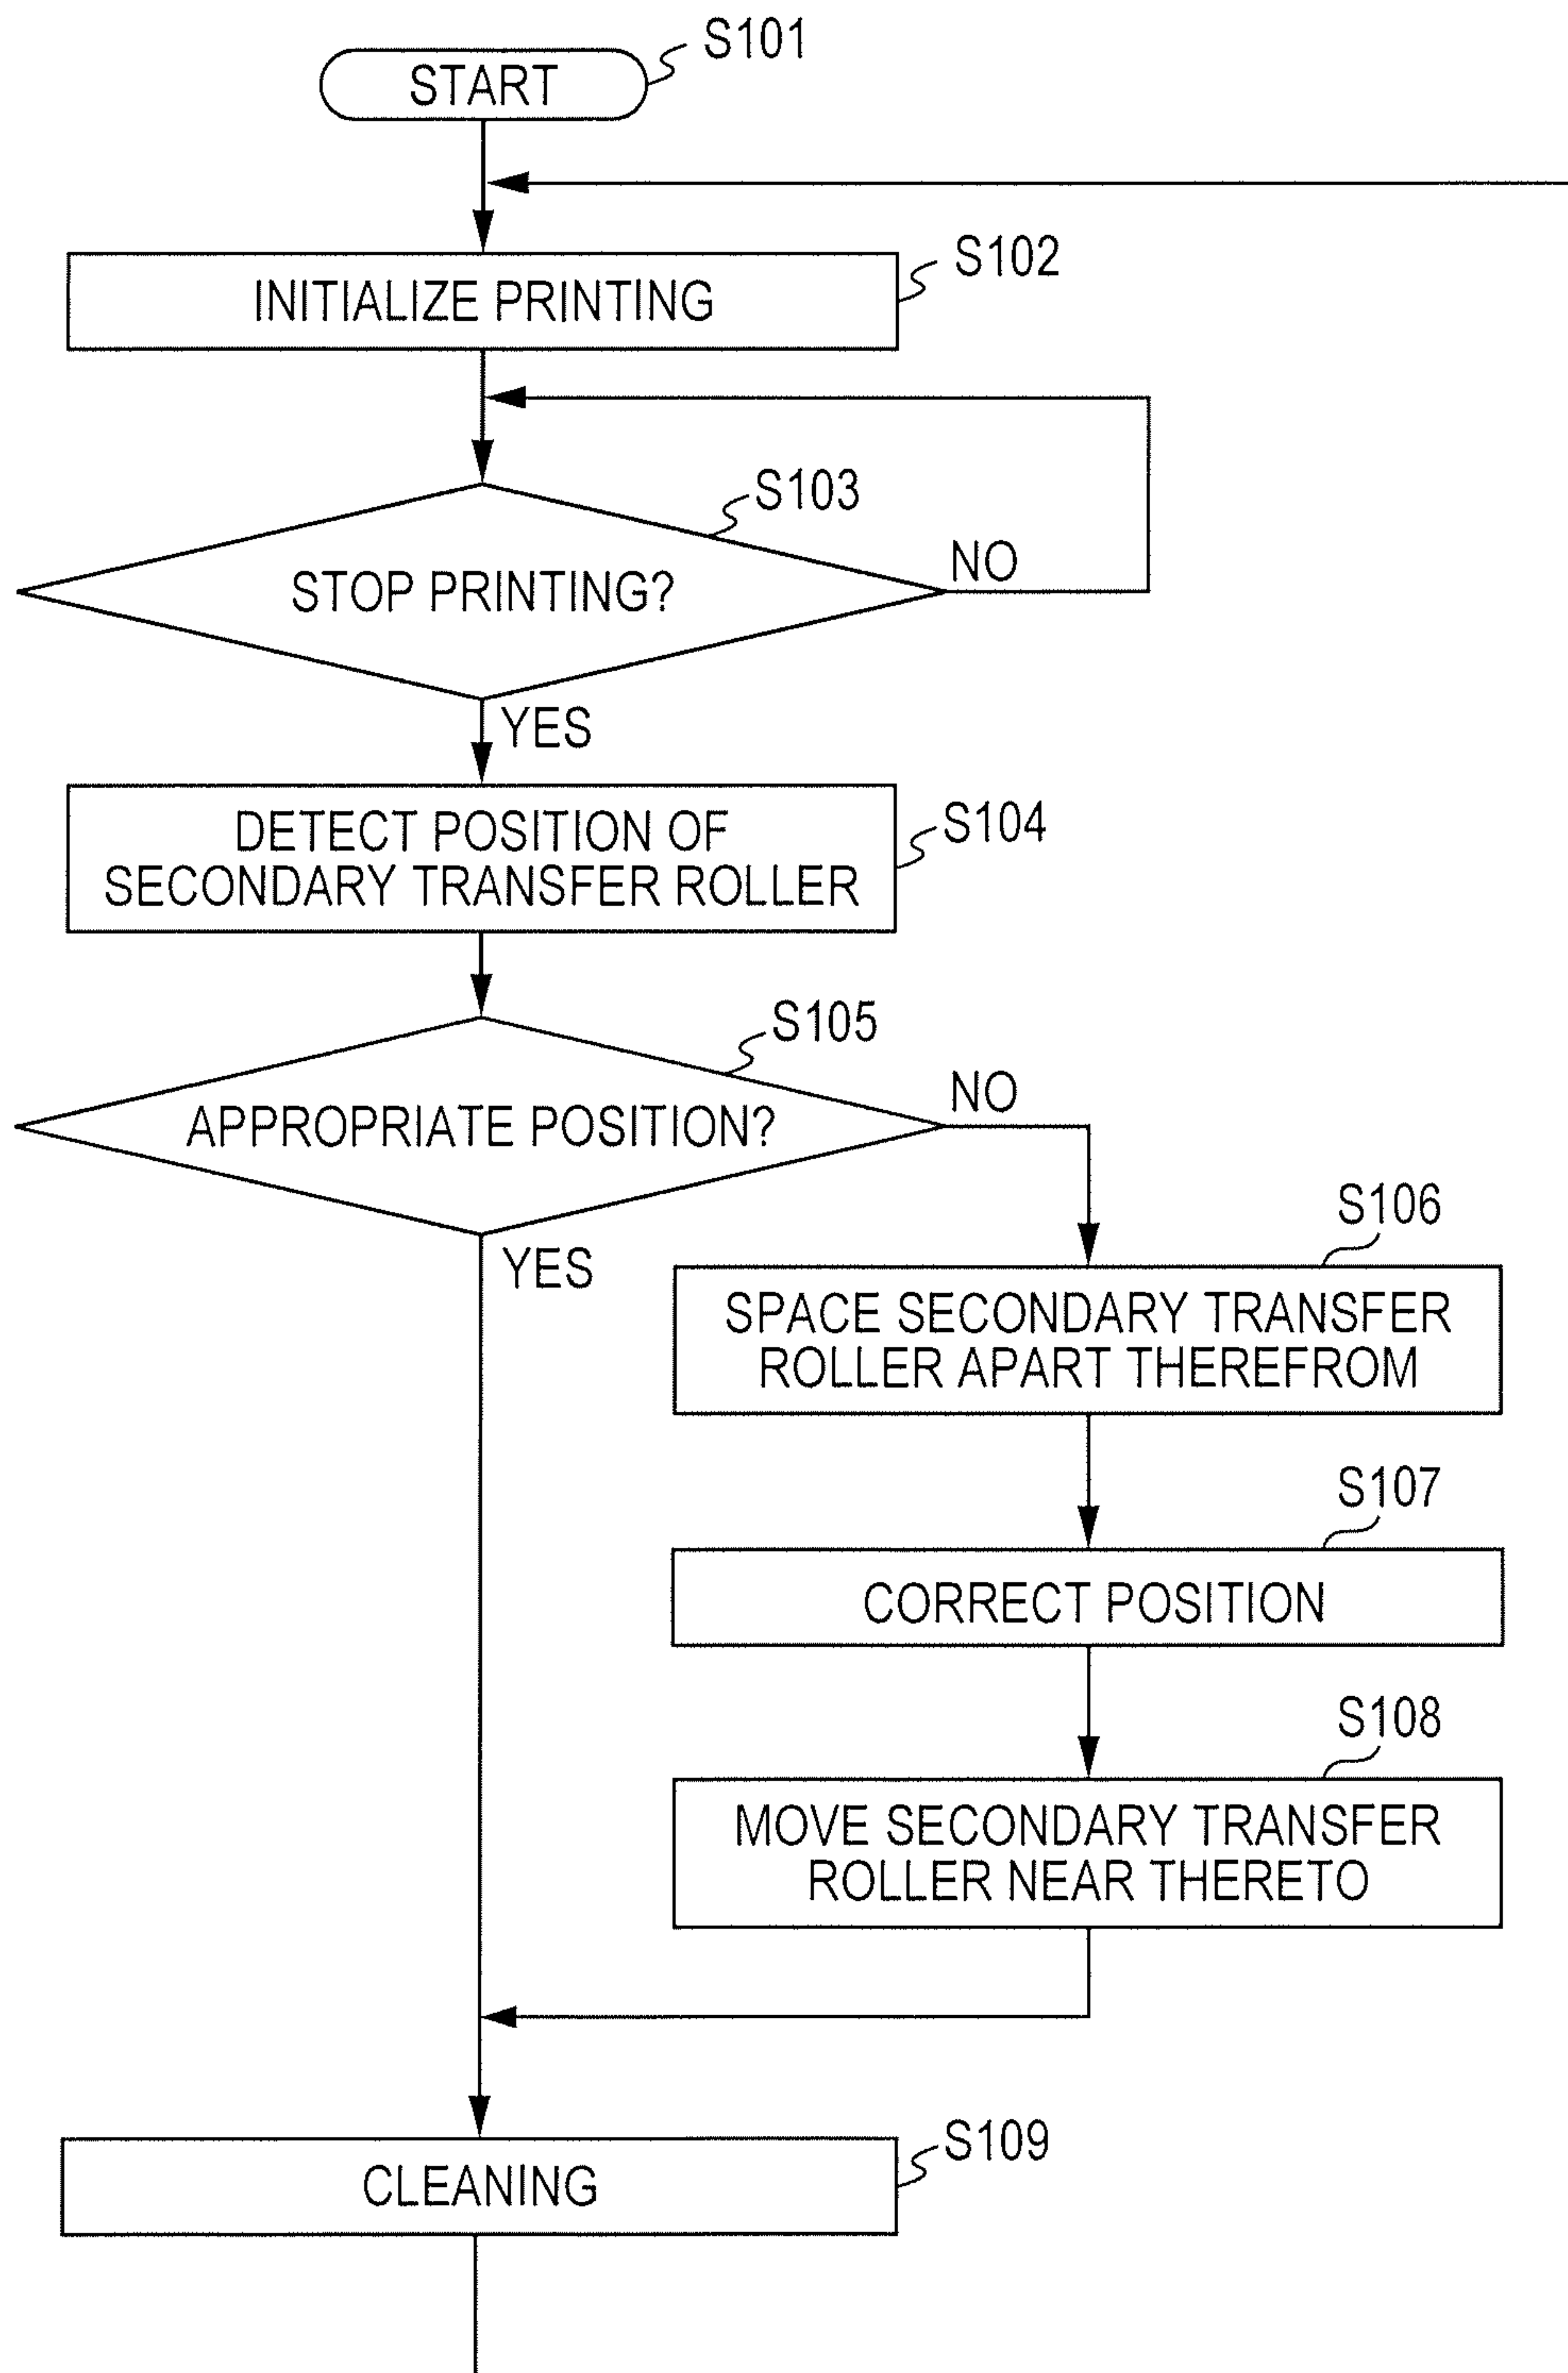 START
S101
INITIALIZE PRINTING
S102
S103
STOP PRINTING?
NO
YES
DETECT POSITION OF
SECONDARY TRANSFER ROLLER
S104
S105
APPROPRIATE POSITION?
NO
YES
S106
SPACE SECONDARY TRANSFER
ROLLER APART THEREFROM
S107
CORRECT POSITION
S108
MOVE SECONDARY TRANSFER
ROLLER NEAR THERETO
CLEANING
S109